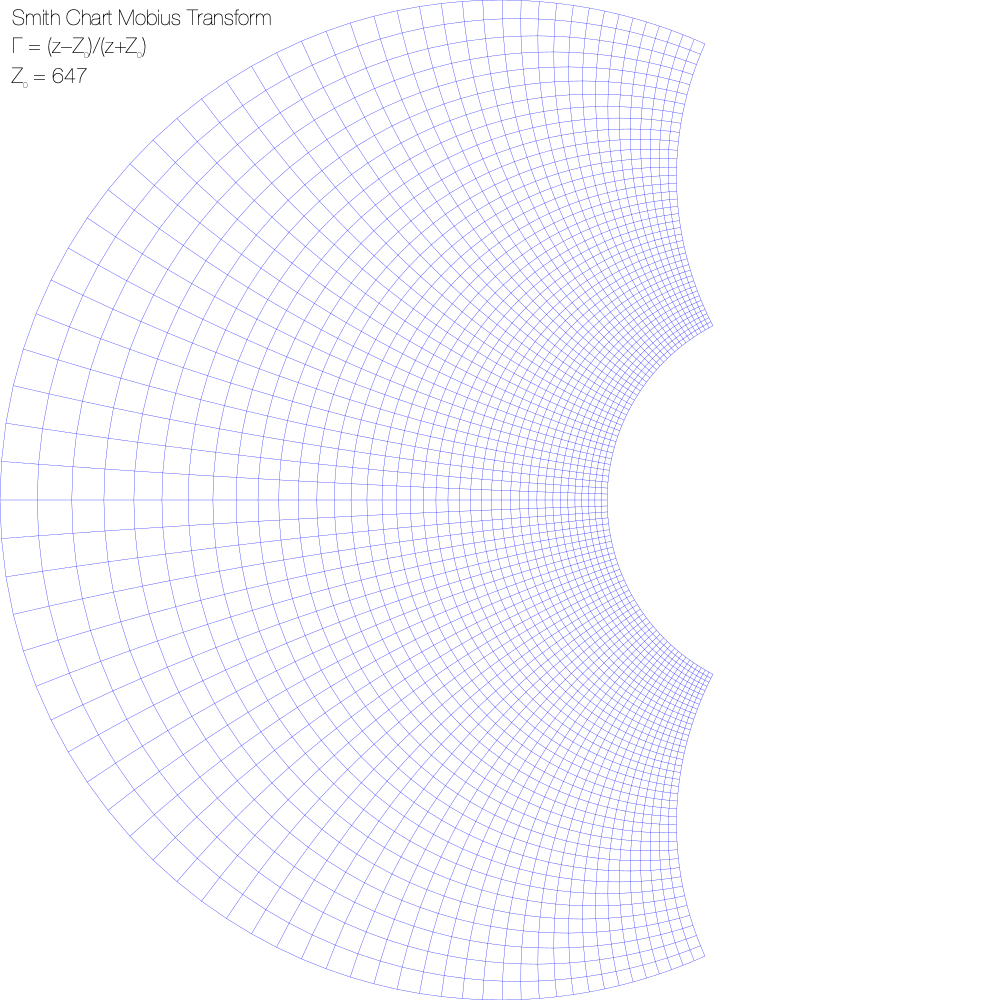 Smith Chart Mobius Transform
Γ = (z−Z₀)/(z+Z₀)
Z₀ = 647